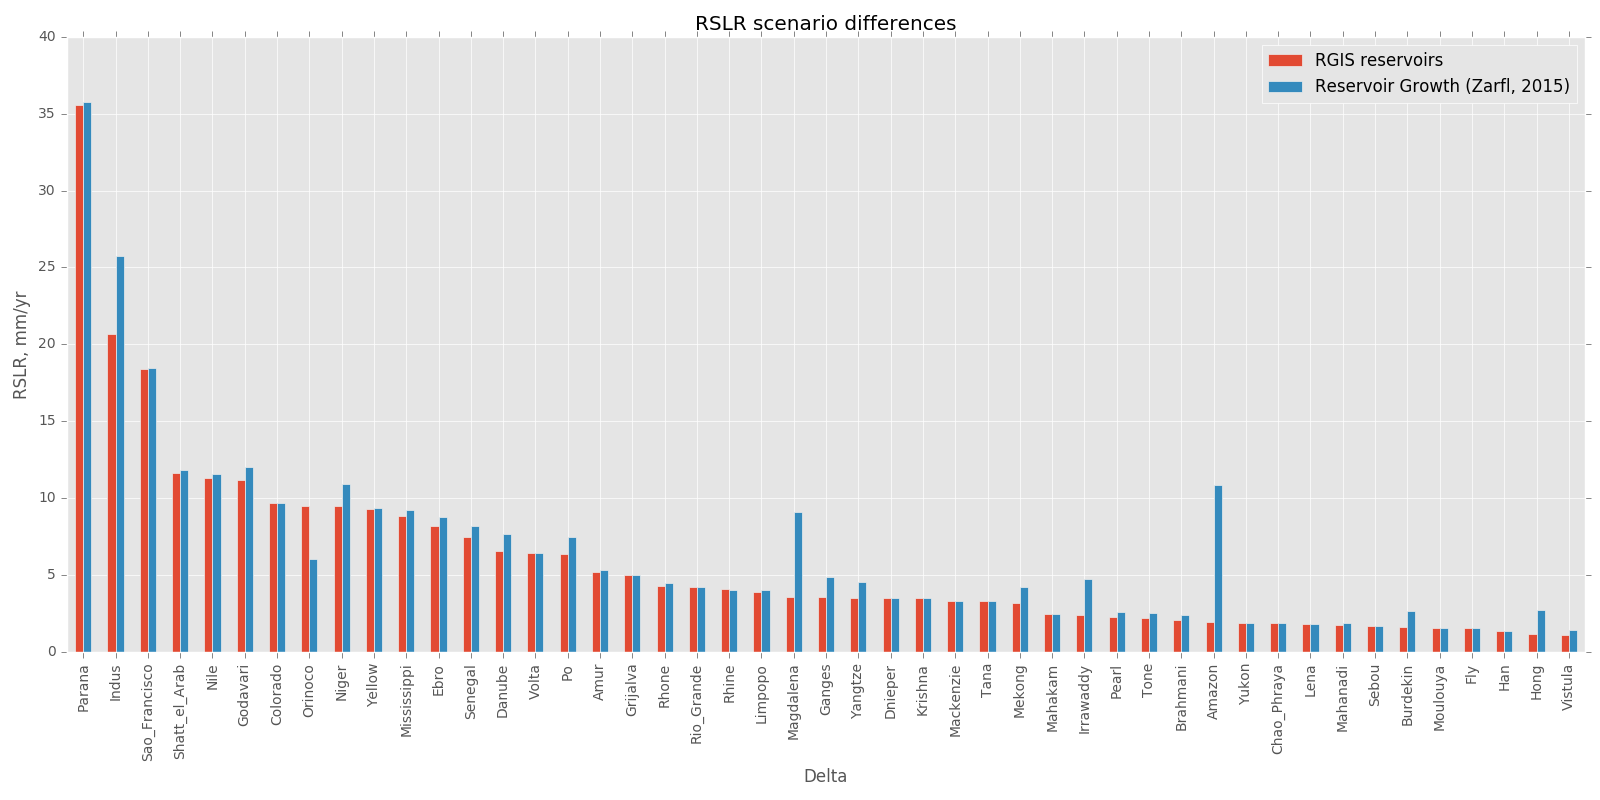 RSLR scenario differences
40
35
30
25
20
15
10
5
0
RSLR, mm/yr
RGIS reservoirs
Reservoir Growth (Zarfl, 2015)
Parana
Indus
Sao_Francisco
Shatt_el_Arab
Nile
Godavari
Colorado
Orinoco
Niger
Yellow
Mississippi
Ebro
Senegal
Danube
Volta
Po
Amur
Grijalva
Rhone
Rio_Grande
Rhine
Limpopo
Magdalena
Ganges
Yangtze
Dnieper
Krishna
Mackenzie
Tana
Mekong
Mahakam
Irrawaddy
Pearl
Tone
Brahmani
Amazon
Yukon
Chao_Phraya
Lena
Mahanadi
Sebou
Burdekin
Moulouya
Fly
Han
Hong
Vistula
Delta